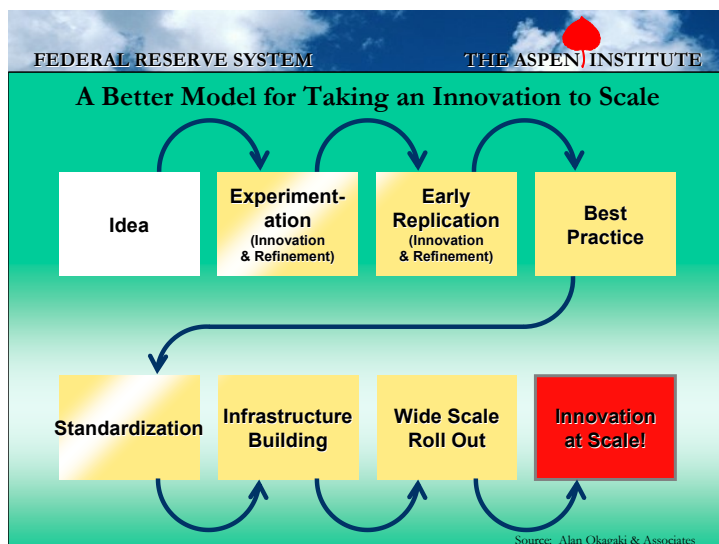 FEDERAL RESERVE SYSTEM
THE ASPEN INSTITUTE
A Better Model for Taking an Innovation to Scale
Idea
Experiment-
ation
(Innovation
& Refinement)
Early
Replication
(Innovation
& Refinement)
Best
Practice
Standardization
Infrastructure
Building
Wide Scale
Roll Out
Innovation
at Scale!
Source: Alan Okagaki & Associates